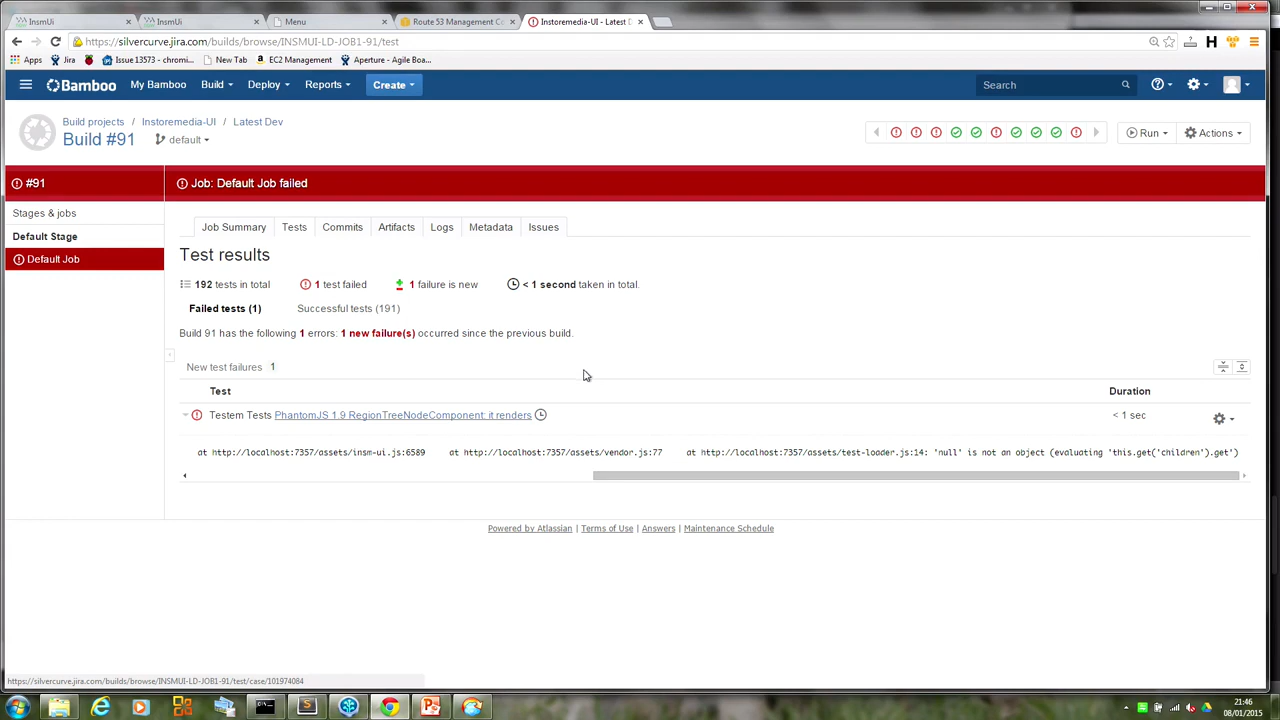 InsmUi
InsmUi
Menu
Route 53 Management Co
Instoremedia-UI - Latest D
https://silvercurve.jira.com/builds/browse/INSMUI-LD-JOB1-91/test
Apps
Jira
Issue 13573 - chromi...
New Tab
EC2 Management
Aperture - Agile Boa...
Bamboo
My Bamboo
Build
Deploy
Reports
Create
Search
Build projects / Instoremedia-UI / Latest Dev
Build #91
default
Run
Actions
#91
Job: Default Job failed
Stages & jobs
Default Stage
Default Job
Job Summary
Tests
Commits
Artifacts
Logs
Metadata
Issues
Test results
192 tests in total
1 test failed
1 failure is new
< 1 second taken in total.
Failed tests (1)
Successful tests (191)
Build 91 has the following 1 errors: 1 new failure(s) occurred since the previous build.
New test failures 1
Test
Duration
Testem Tests PhantomJS 1.9 RegionTreeNodeComponent: it renders
< 1 sec
at http://localhost:7357/assets/insm-ui.js:6589 at http://localhost:7357/assets/vendor.js:77 at http://localhost:7357/assets/test-loader.js:14: 'null' is not an object (evaluating 'this.get('children').get')
Powered by Atlassian | Terms of Use | Answers | Maintenance Schedule
https://silvercurve.jira.com/builds/browse/INSMUI-LD-JOB1-91/test/case/101974084
21:46
08/01/2015